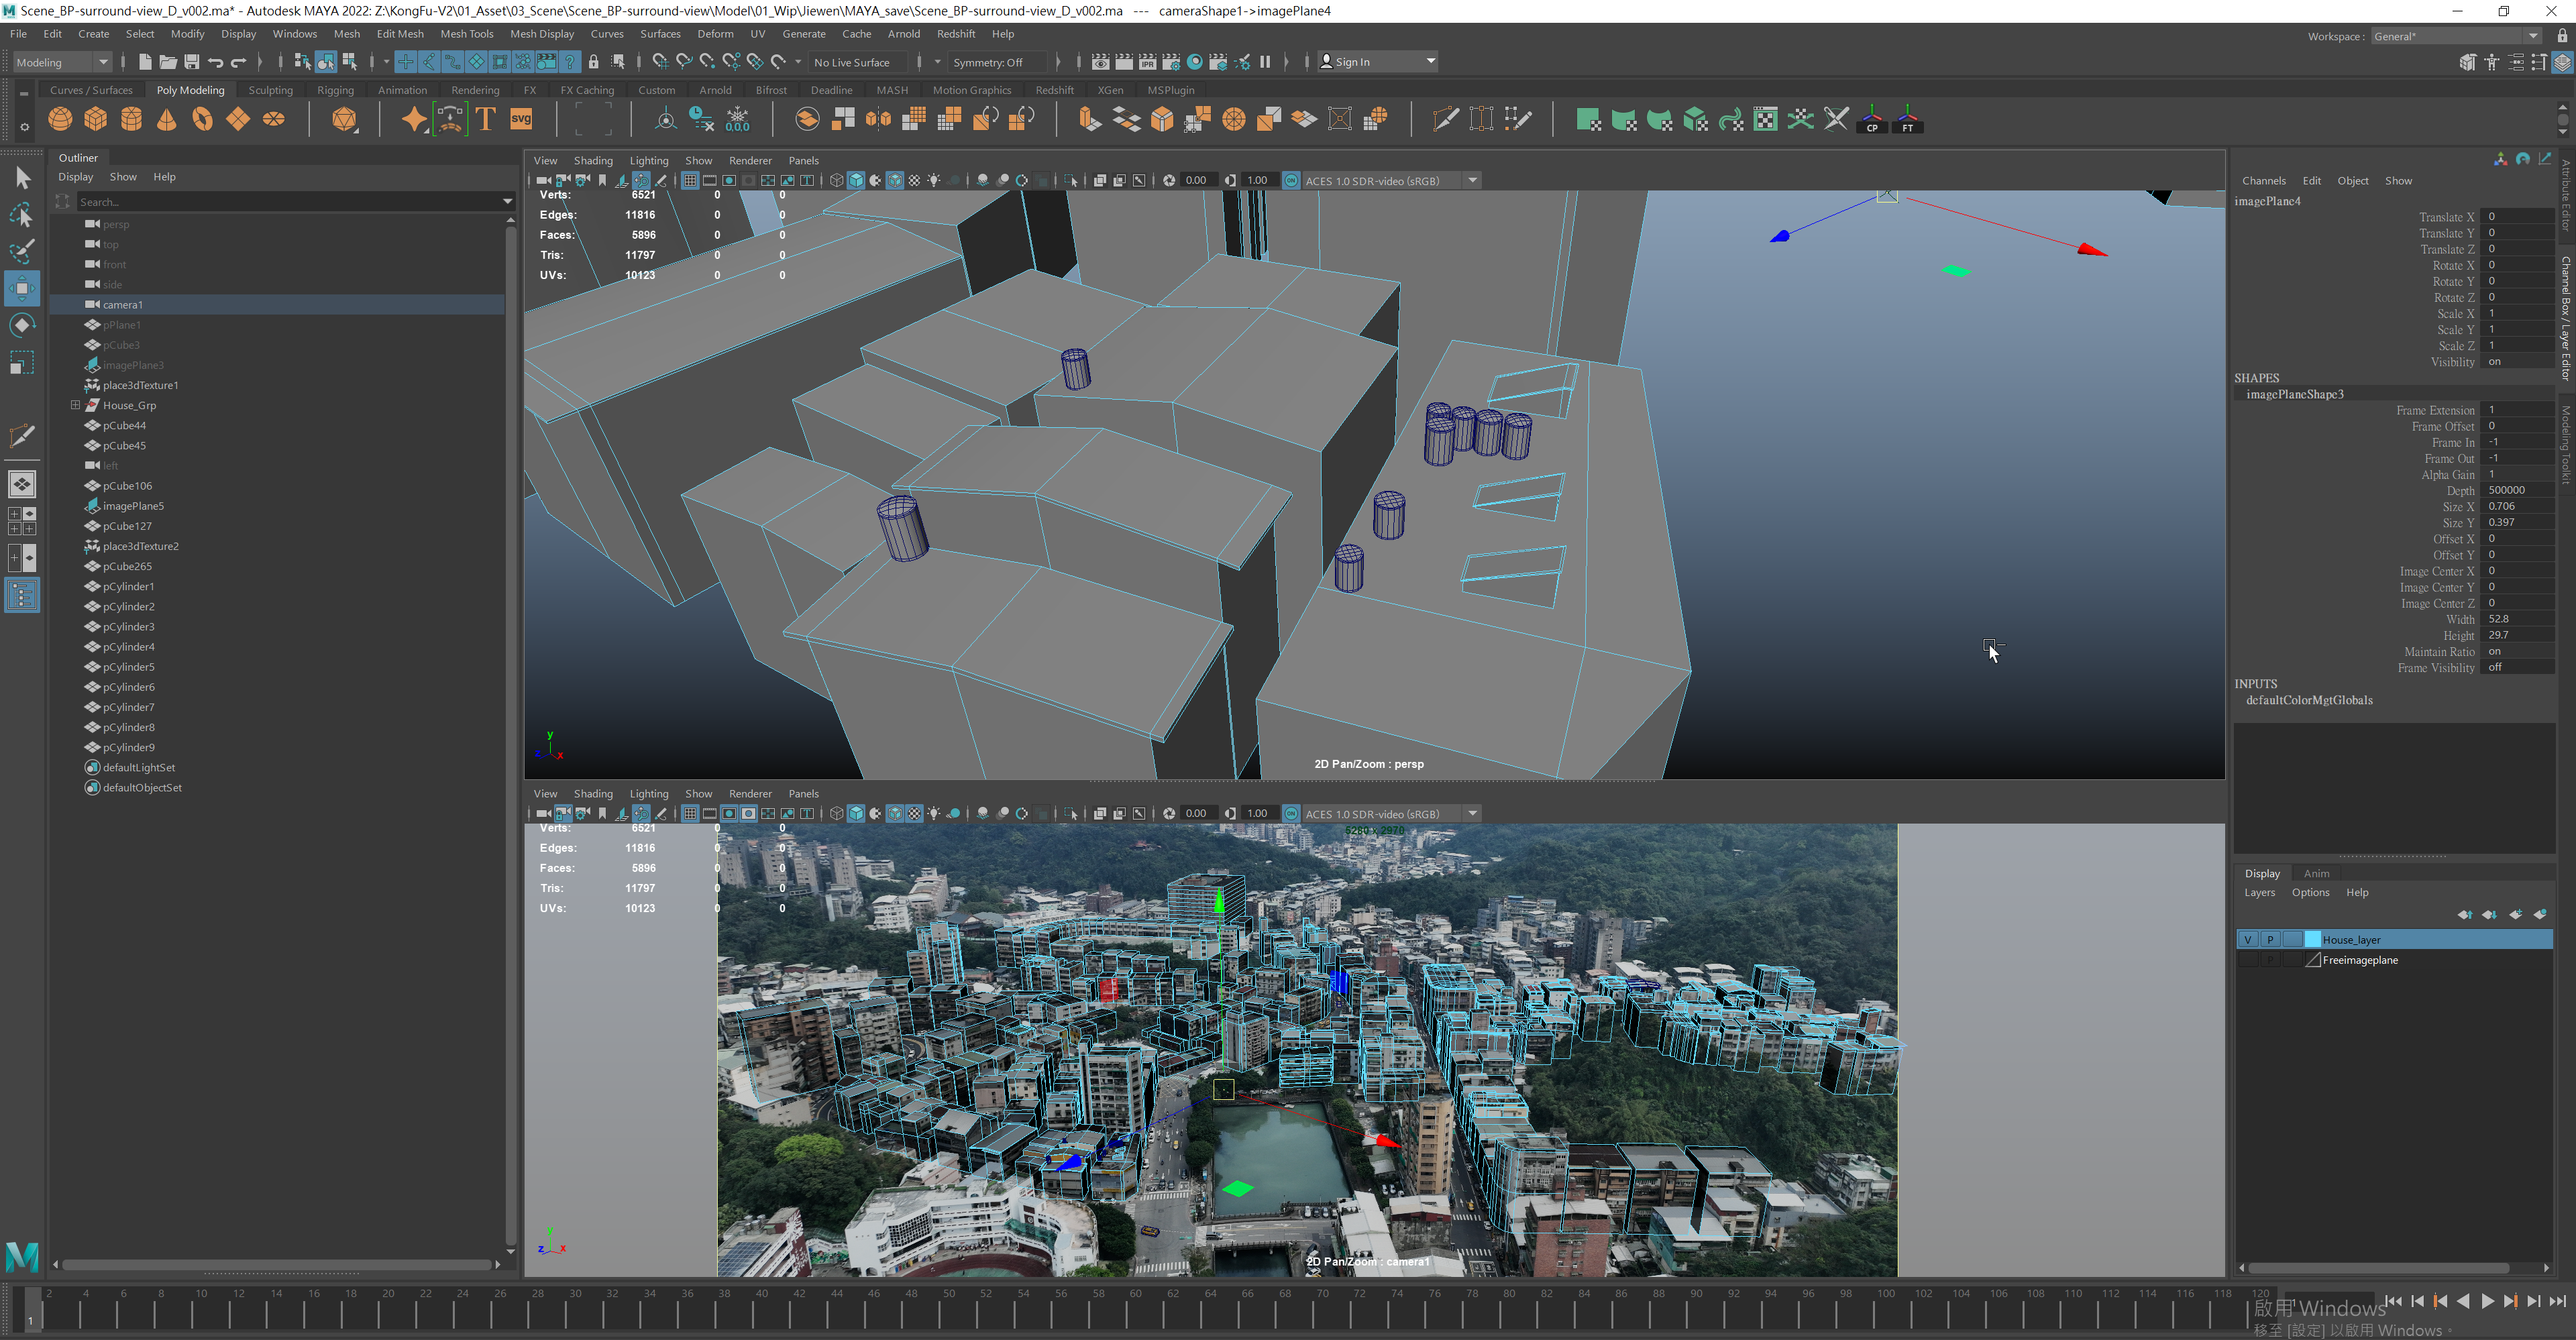 Scene_BP-surround-view_D_v002.ma* - Autodesk MAYA 2022: Z:\KongFu-V2\01_Asset\03_Scene\Scene_BP-surround-view\Model\01_Wip\Jiewen\MAYA_save\Scene_BP-surround-view_D_v002.ma --- cameraShape1->imagePlane4
File Edit Create Select Modify Display Windows Mesh Edit Mesh Mesh Tools Mesh Display Curves Surfaces Deform UV Generate Cache Arnold Redshift Help
Workspace : General*
Modeling No Live Surface Symmetry: Off Sign In
Curves / Surfaces Poly Modeling Sculpting Rigging Animation Rendering FX FX Caching Custom Arnold Bifrost Deadline MASH Motion Graphics Redshift XGen MSPlugin
T svg 0,0,0 CP FT
Outliner
Display Show Help
Search...
persp
top
front
side
camera1
pPlane1
pCube3
imagePlane3
place3dTexture1
House_Grp
pCube44
pCube45
left
pCube106
imagePlane5
pCube127
place3dTexture2
pCube265
pCylinder1
pCylinder2
pCylinder3
pCylinder4
pCylinder5
pCylinder6
pCylinder7
pCylinder8
pCylinder9
defaultLightSet
defaultObjectSet
View Shading Lighting Show Renderer Panels
0.00 1.00 ACES 1.0 SDR-video (sRGB)
Verts: 6521 0 0
Edges: 11816 0 0
Faces: 5896 0 0
Tris: 11797 0 0
UVs: 10123 0 0
y
z x
2D Pan/Zoom : persp
View Shading Lighting Show Renderer Panels
0.00 1.00 ACES 1.0 SDR-video (sRGB)
5280 x 2970
Verts: 6521 0 0
Edges: 11816 0 0
Faces: 5896 0 0
Tris: 11797 0 0
UVs: 10123 0 0
y
z x
2D Pan/Zoom : camera1
Channels Edit Object Show
imagePlane4
Translate X 0
Translate Y 0
Translate Z 0
Rotate X 0
Rotate Y 0
Rotate Z 0
Scale X 1
Scale Y 1
Scale Z 1
Visibility on
SHAPES
imagePlaneShape3
Frame Extension 1
Frame Offset 0
Frame In -1
Frame Out -1
Alpha Gain 1
Depth 500000
Size X 0.706
Size Y 0.397
Offset X 0
Offset Y 0
Image Center X 0
Image Center Y 0
Image Center Z 0
Width 52.8
Height 29.7
Maintain Ratio on
Frame Visibility off
INPUTS
defaultColorMgtGlobals
Display Anim
Layers Options Help
V P House_layer
P Freeimageplane
Attribute Editor
Channel Box / Layer Editor
Modeling Toolkit
2 4 6 8 10 12 14 16 18 20 22 24 26 28 30 32 34 36 38 40 42 44 46 48 50 52 54 56 58 60 62 64 66 68 70 72 74 76 78 80 82 84 86 88 90 92 94 96 98 100 102 104 106 108 110 112 114 116 118 120
1
啟用 Windows
移至 [設定] 以啟用 Windows。